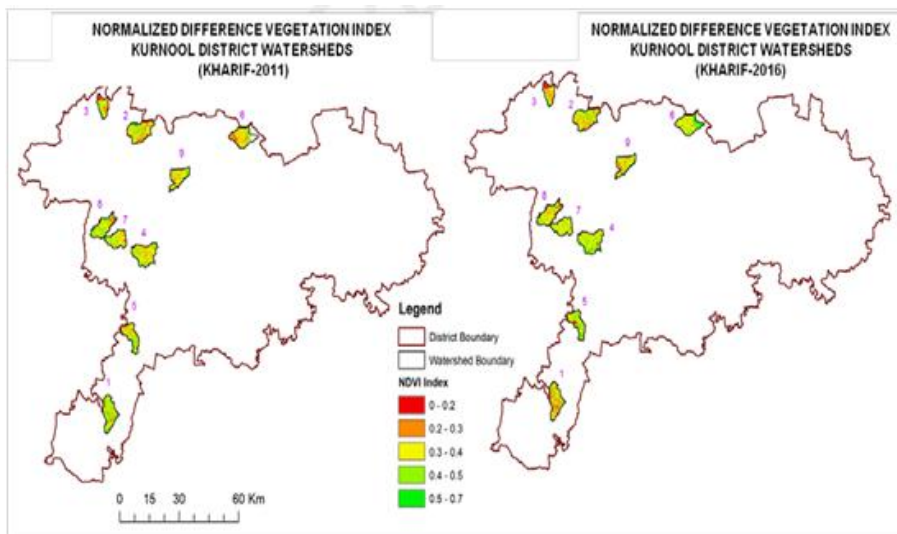 NORMALIZED DIFFERENCE VEGETATION INDEX
KURNOOL DISTRICT WATERSHEDS
(KHARIF-2011)
3
2
6
9
8
7
4
5
1
0 15 30 60 Km
Legend
District Boundary
Watershed Boundary
NDVI Index
0 - 0.2
0.2 - 0.3
0.3 - 0.4
0.4 - 0.5
0.5 - 0.7
NORMALIZED DIFFERENCE VEGETATION INDEX
KURNOOL DISTRICT WATERSHEDS
(KHARIF-2016)
3
2
6
9
8
7
4
5
1